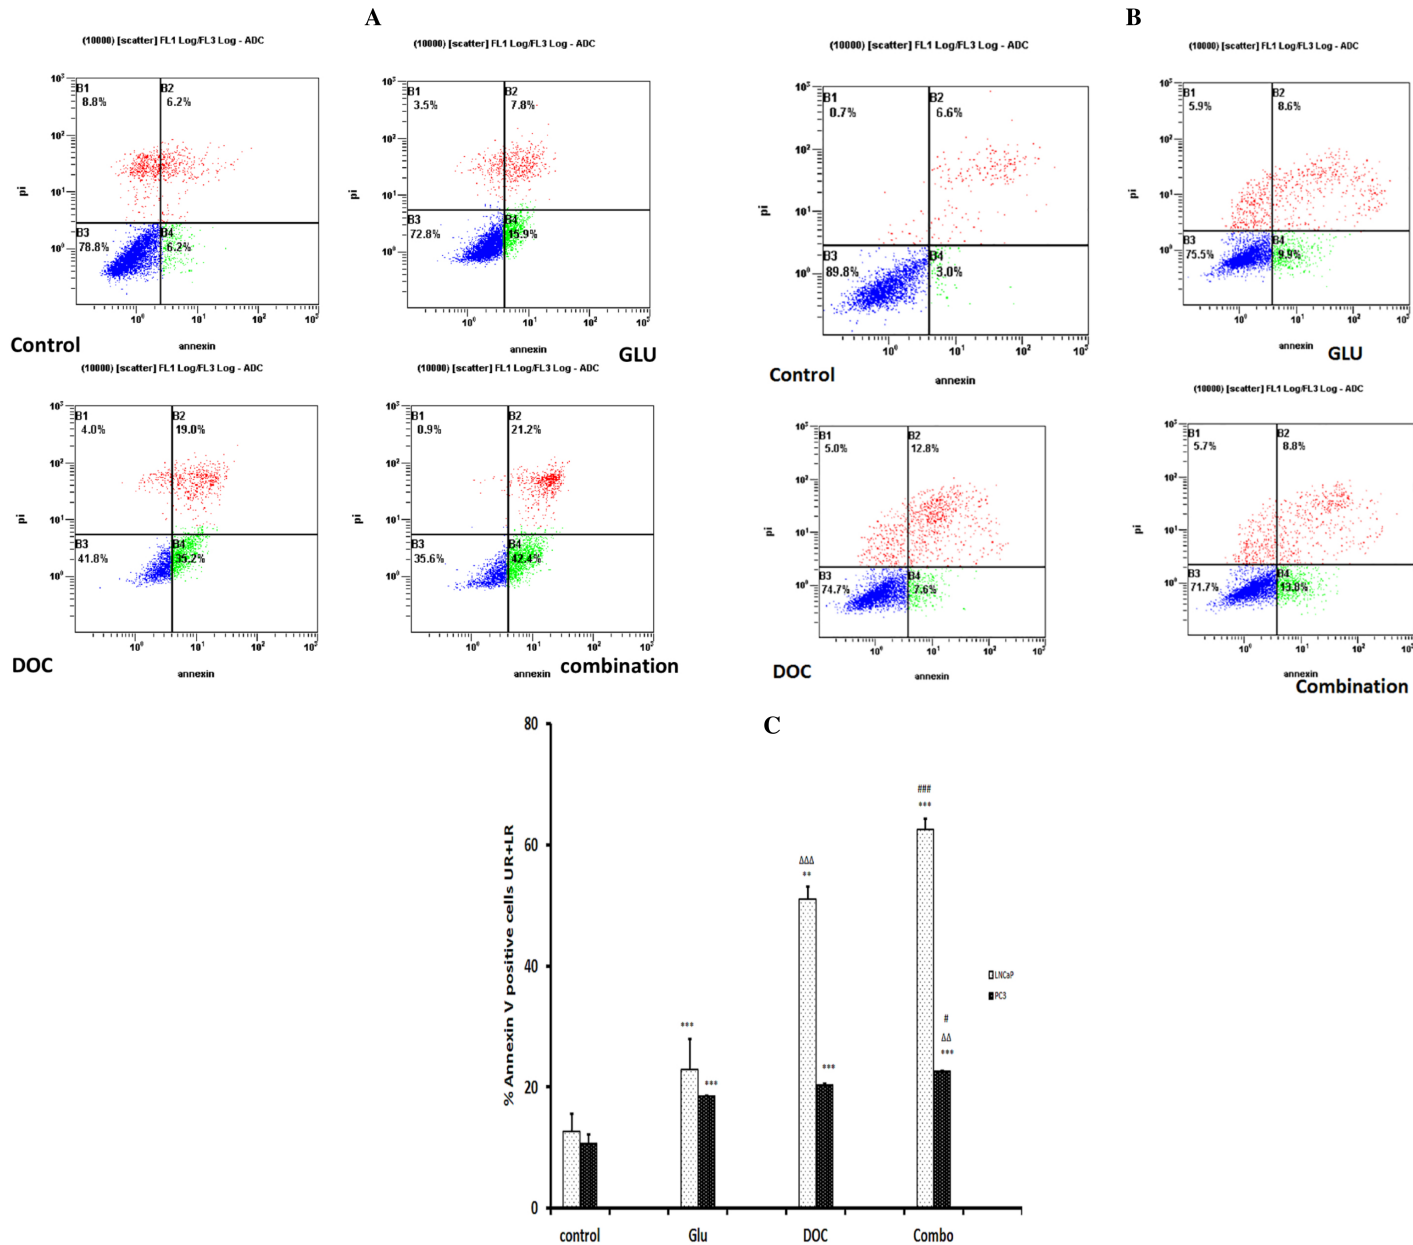 A
B
(10000) [scatter] FL1 Log/FL3 Log - ADC
B1
8.8%
B2
6.2%
B3
78.8%
B4
6.2%
pi
annexin
Control
(10000) [scatter] FL1 Log/FL3 Log - ADC
B1
3.5%
B2
7.8%
B3
72.8%
B4
15.9%
pi
annexin
GLU
(10000) [scatter] FL1 Log/FL3 Log - ADC
B1
0.7%
B2
6.6%
B3
89.8%
B4
3.0%
pi
annexin
Control
(10000) [scatter] FL1 Log/FL3 Log - ADC
B1
5.9%
B2
8.6%
B3
75.5%
B4
9.9%
pi
annexin
GLU
(10000) [scatter] FL1 Log/FL3 Log - ADC
B1
4.0%
B2
19.0%
B3
41.8%
B4
35.2%
pi
annexin
DOC
(10000) [scatter] FL1 Log/FL3 Log - ADC
B1
0.9%
B2
21.2%
B3
35.6%
B4
42.4%
pi
annexin
combination
B1
5.0%
B2
12.8%
B3
74.7%
B4
7.6%
pi
annexin
DOC
(10000) [scatter] FL1 Log/FL3 Log - ADC
B1
5.7%
B2
8.8%
B3
71.7%
B4
13.8%
pi
annexin
Combination
C
% Annexin V positive cells UR+LR
80
60
40
20
0
***
***
ΔΔΔ
**
***
###
***
#
ΔΔ
***
LNCaP
PC3
control
Glu
DOC
Combo